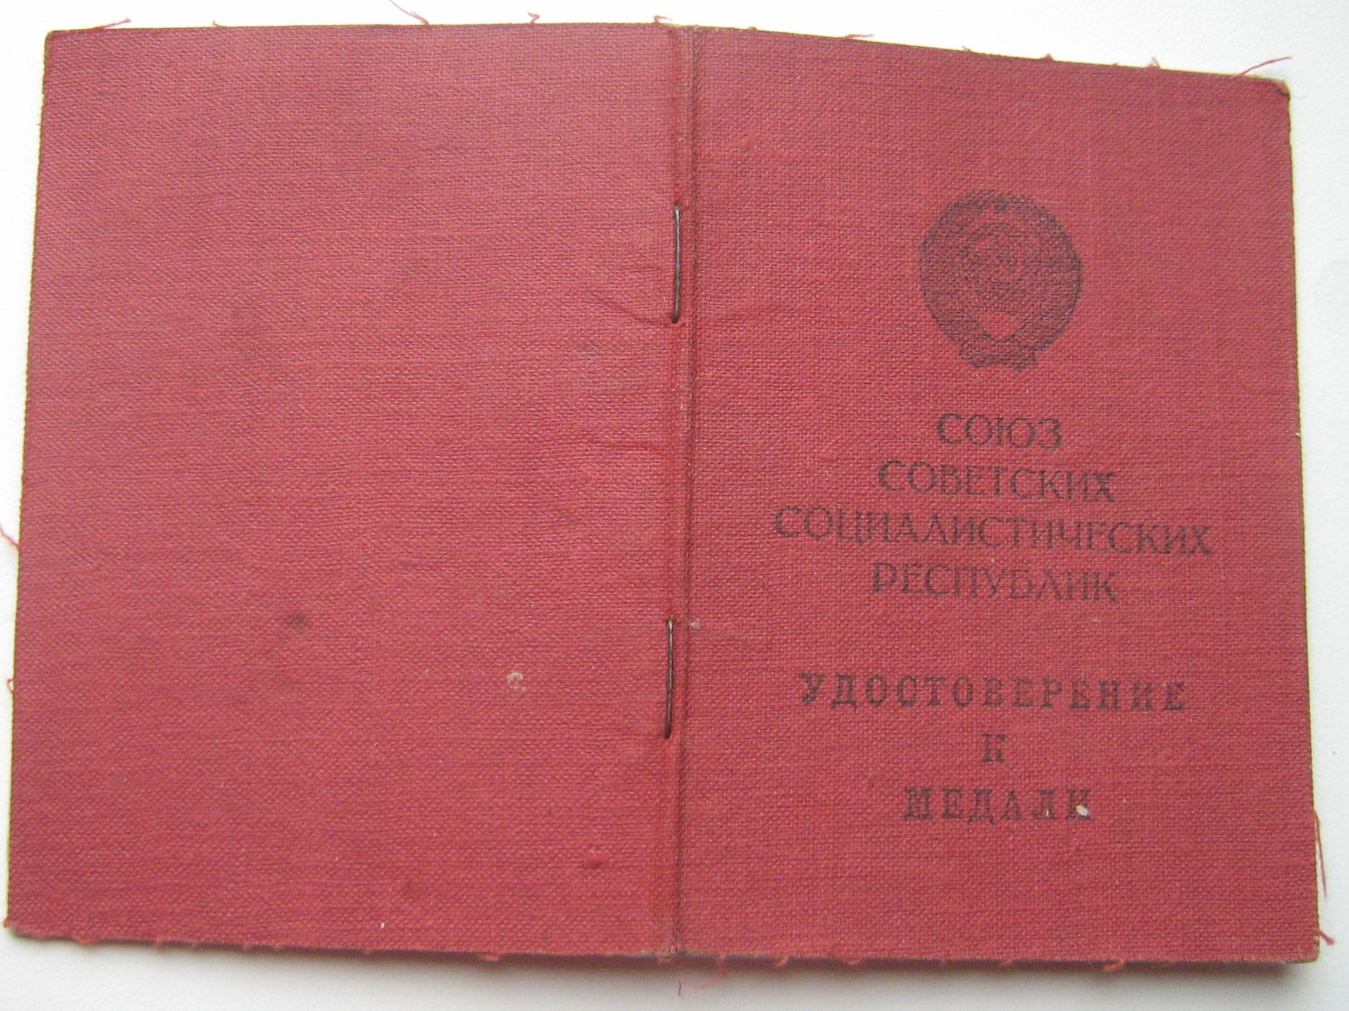 СОЮЗ
СОВЕТСКИХ
СОЦИАЛИСТИЧЕСКИХ
РЕСПУБЛИК
УДОСТОВЕРЕНИЕ
К
МЕДАЛИ